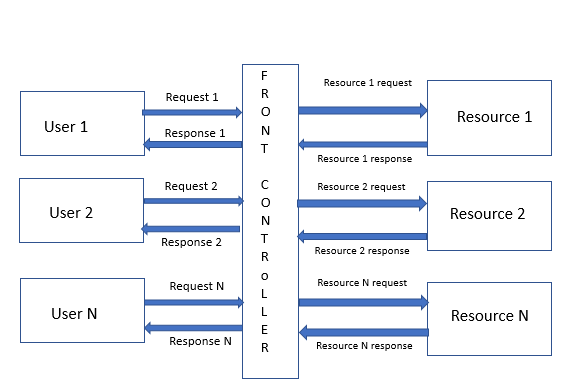 User 1
Request 1
Response 1
User 2
Request 2
Response 2
User N
Request N
Response N
F
R
O
N
T
C
O
N
T
R
o
L
L
E
R
Resource 1 request
Resource 1 response
Resource 1
Resource 2 request
Resource 2 response
Resource 2
Resource N request
Resource N response
Resource N